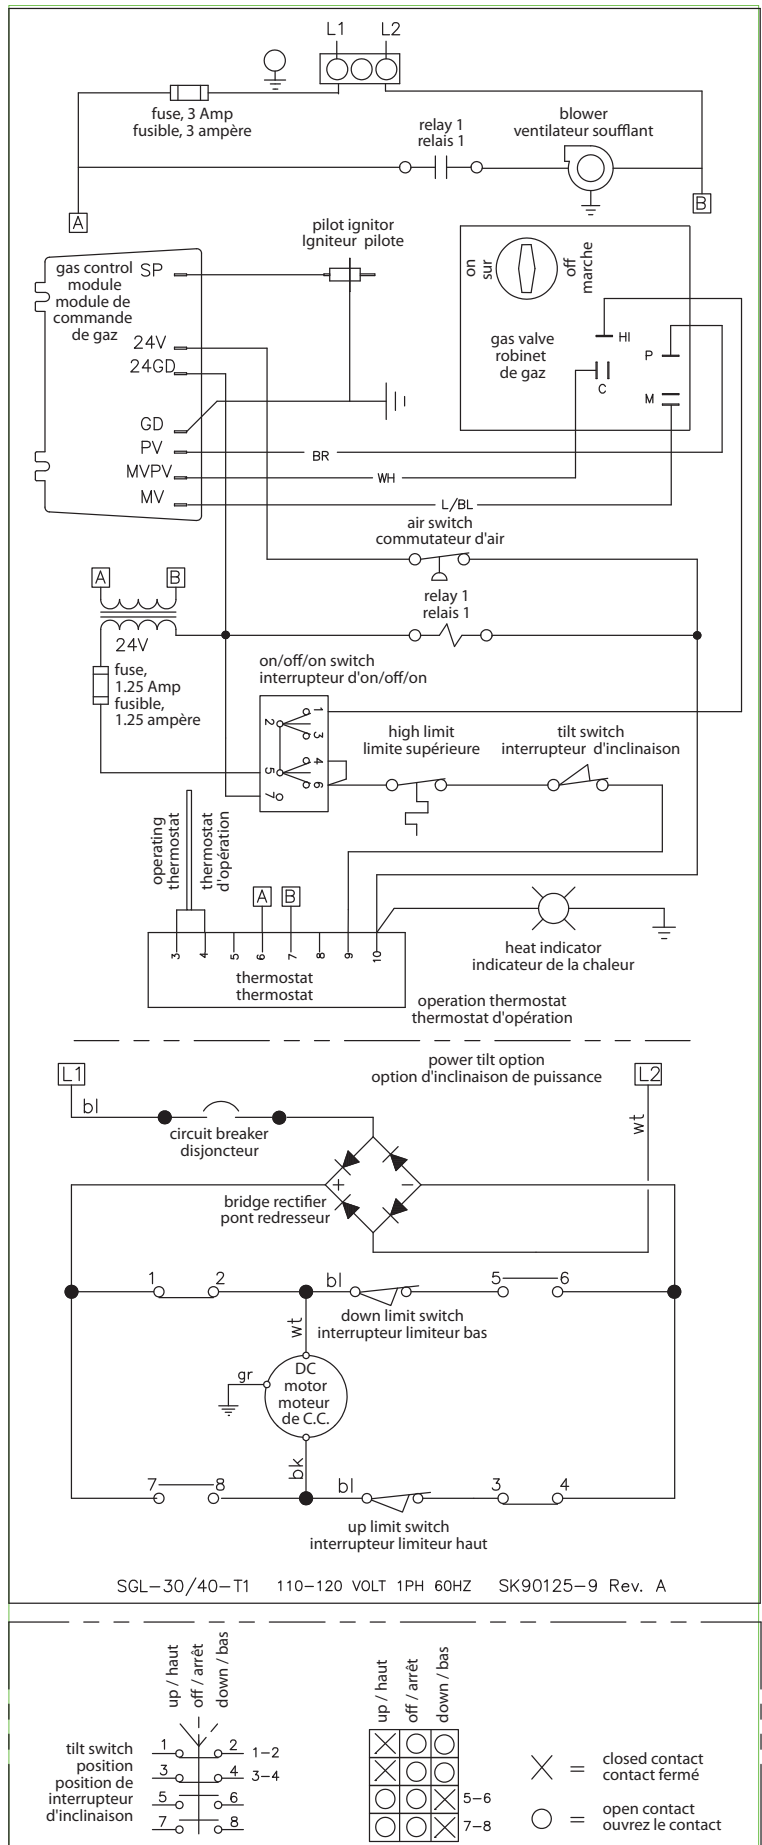 L1 L2
fuse, 3 Amp
fusible, 3 ampère
relay 1
relais 1
blower
ventilateur soufflant
A
B
pilot ignitor
Igniteur pilote
gas control
module
module de
commande
de gaz
SP
24V
24GD
GD
PV
MVPV
MV
on
sur
off
marche
gas valve
robinet
de gaz
HI
P
C
M
BR
WH
L/BL
air switch
commutateur d'air
A B
24V
relay 1
relais 1
fuse,
1.25 Amp
fusible,
1.25 ampère
on/off/on switch
interrupteur d'on/off/on
1
2
3
4
5
6
7
high limit
limite supérieure
tilt switch
interrupteur d'inclinaison
operating
thermostat
thermostat
d'opération
A B
3 4 5 6 7 8 9 10
thermostat
thermostat
heat indicator
indicateur de la chaleur
operation thermostat
thermostat d'opération
power tilt option
option d'inclinaison de puissance
L1
L2
bl
wt
circuit breaker
disjoncteur
+ −
bridge rectifier
pont redresseur
1 2 bl 5 6
down limit switch
interrupteur limiteur bas
wt
gr
DC
motor
moteur
de C.C.
bk
7 8 bl 3 4
up limit switch
interrupteur limiteur haut
SGL-30/40-T1 110-120 VOLT 1PH 60HZ SK90125-9 Rev. A
up / haut
off / arrêt
down / bas
up / haut
off / arrêt
down / bas
tilt switch
position
position de
interrupteur
d'inclinaison
1 2 1-2
3 4 3-4
5 6
7 8
5-6
7-8
= closed contact
contact fermé
= open contact
ouvrez le contact